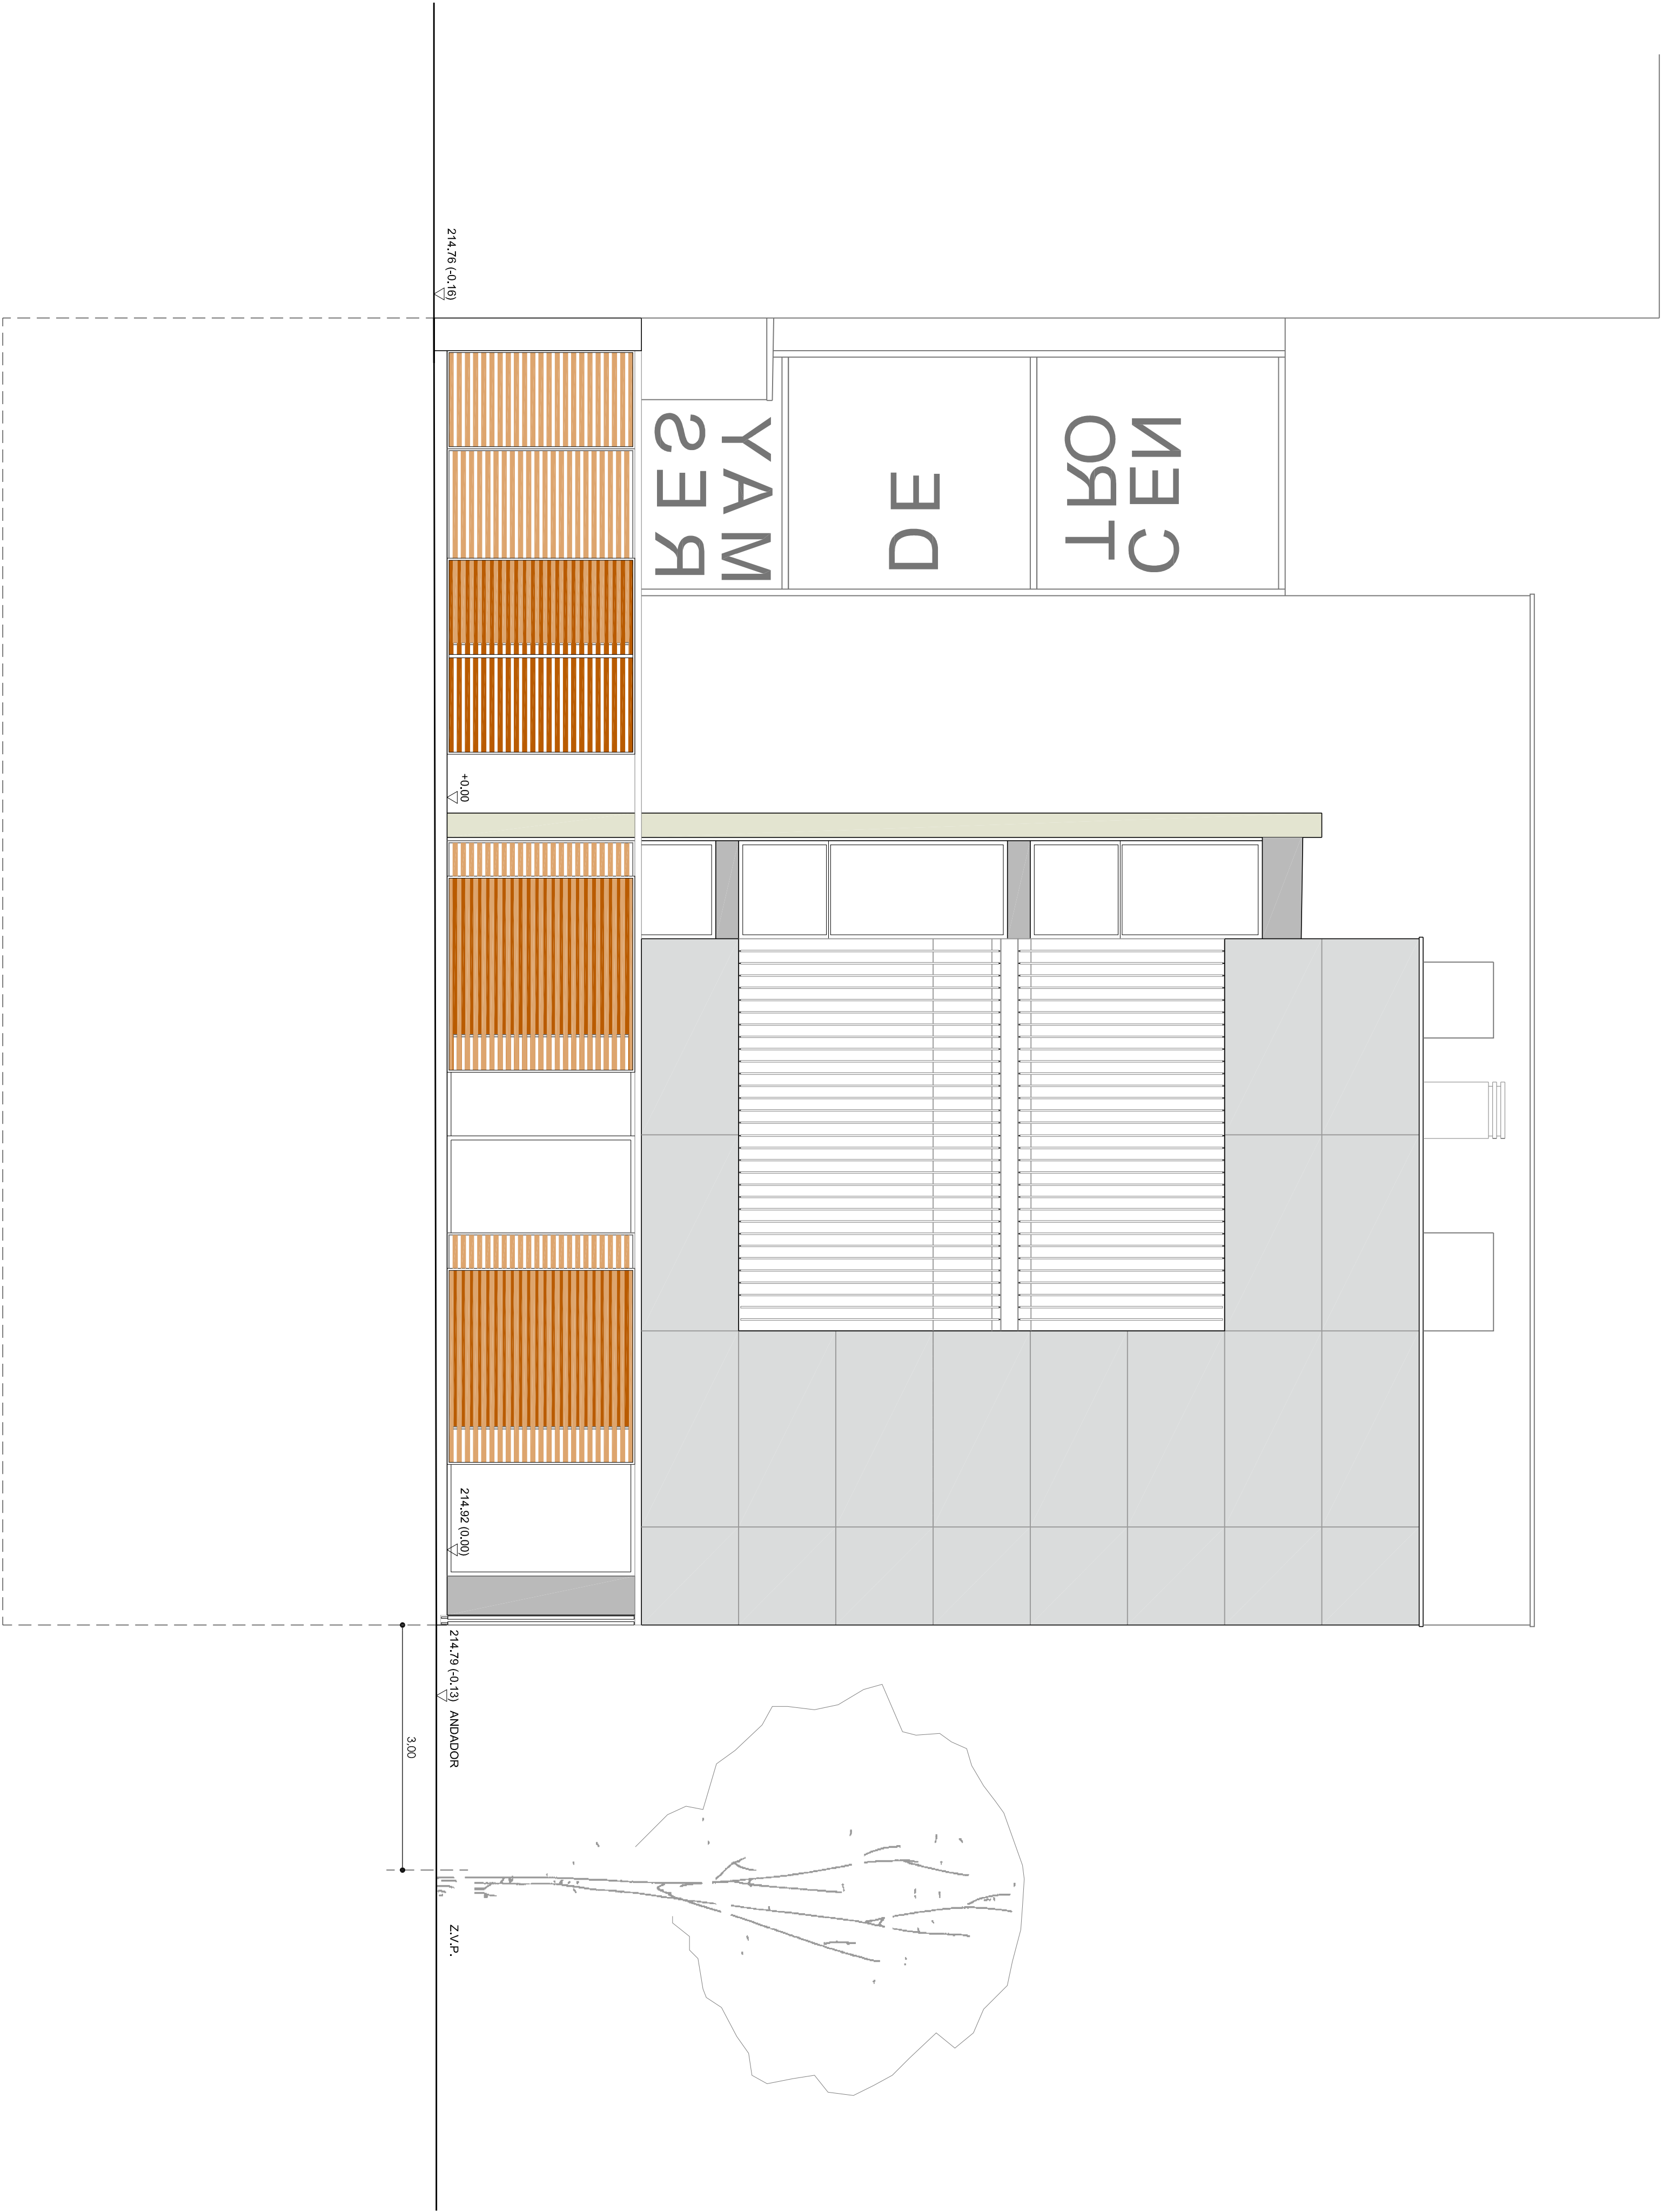 CEN
TRO
DE
MAY
RES
214.76 (-0.16)
+0.00
214.92 (0.00)
214.79 (-0.13) ANDADOR
Z.V.P.
3.00